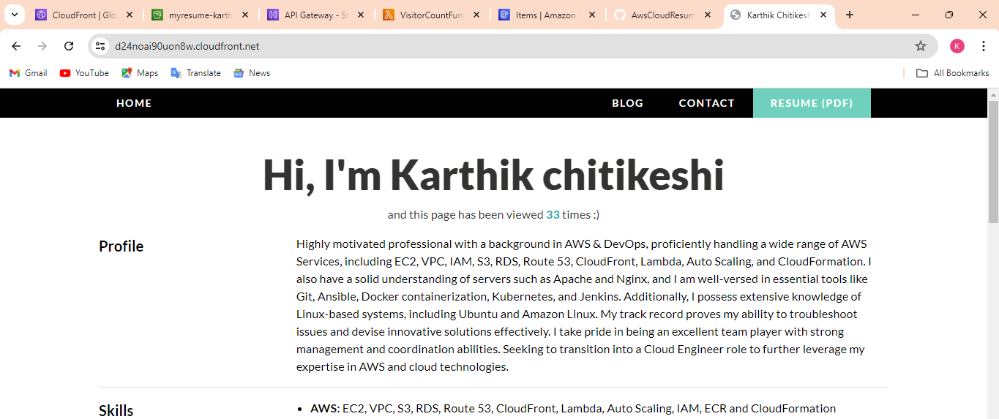 CloudFront | Glo
myresume-karth
API Gateway - St
VisitorCountFun
Items | Amazon
AwsCloudResum
Karthik Chitikesh
d24noai90uon8w.cloudfront.net
K
Gmail
YouTube
Maps
Translate
News
All Bookmarks
HOME
BLOG
CONTACT
RESUME (PDF)
Hi, I'm Karthik chitikeshi
and this page has been viewed 33 times :)
Profile
Highly motivated professional with a background in AWS & DevOps, proficiently handling a wide range of AWS
Services, including EC2, VPC, IAM, S3, RDS, Route 53, CloudFront, Lambda, Auto Scaling, and CloudFormation. I
also have a solid understanding of servers such as Apache and Nginx, and I am well-versed in essential tools like
Git, Ansible, Docker containerization, Kubernetes, and Jenkins. Additionally, I possess extensive knowledge of
Linux-based systems, including Ubuntu and Amazon Linux. My track record proves my ability to troubleshoot
issues and devise innovative solutions effectively. I take pride in being an excellent team player with strong
management and coordination abilities. Seeking to transition into a Cloud Engineer role to further leverage my
expertise in AWS and cloud technologies.
Skills
• AWS: EC2, VPC, S3, RDS, Route 53, CloudFront, Lambda, Auto Scaling, IAM, ECR and CloudFormation